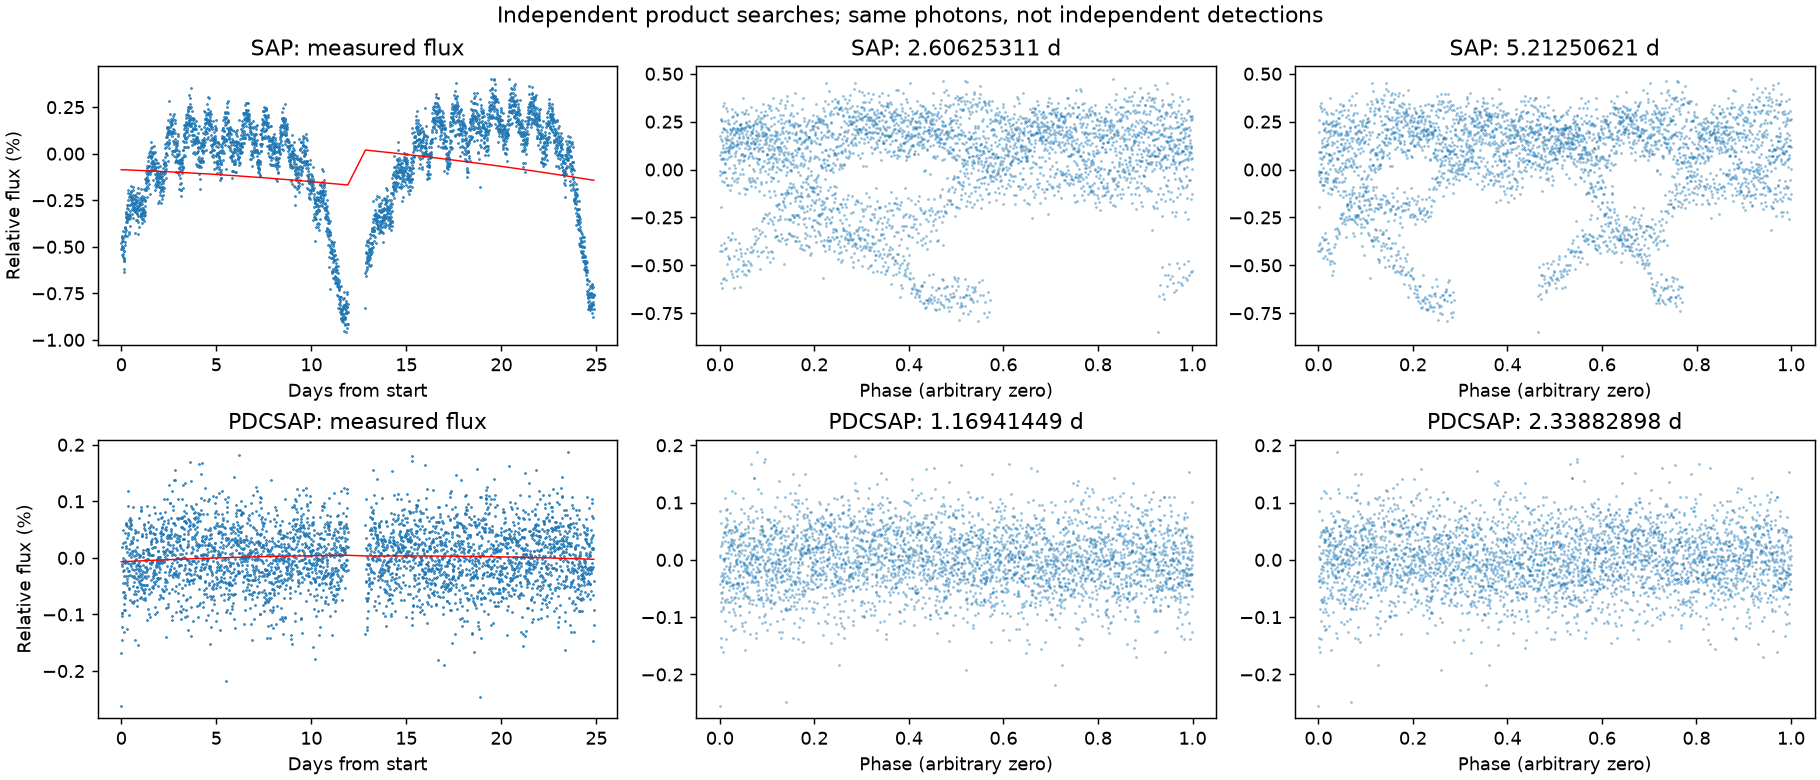 Independent product searches; same photons, not independent detections
SAP: measured flux
SAP: 2.60625311 d
SAP: 5.21250621 d
Relative flux (%)
0.25
0.00
−0.25
−0.50
−0.75
−1.00
0 5 10 15 20 25
Days from start
0.50
0.25
0.00
−0.25
−0.50
−0.75
0.0 0.2 0.4 0.6 0.8 1.0
Phase (arbitrary zero)
0.50
0.25
0.00
−0.25
−0.50
−0.75
0.0 0.2 0.4 0.6 0.8 1.0
Phase (arbitrary zero)
PDCSAP: measured flux
PDCSAP: 1.16941449 d
PDCSAP: 2.33882898 d
Relative flux (%)
0.2
0.1
0.0
−0.1
−0.2
0 5 10 15 20 25
Days from start
0.2
0.1
0.0
−0.1
−0.2
0.0 0.2 0.4 0.6 0.8 1.0
Phase (arbitrary zero)
0.2
0.1
0.0
−0.1
−0.2
0.0 0.2 0.4 0.6 0.8 1.0
Phase (arbitrary zero)